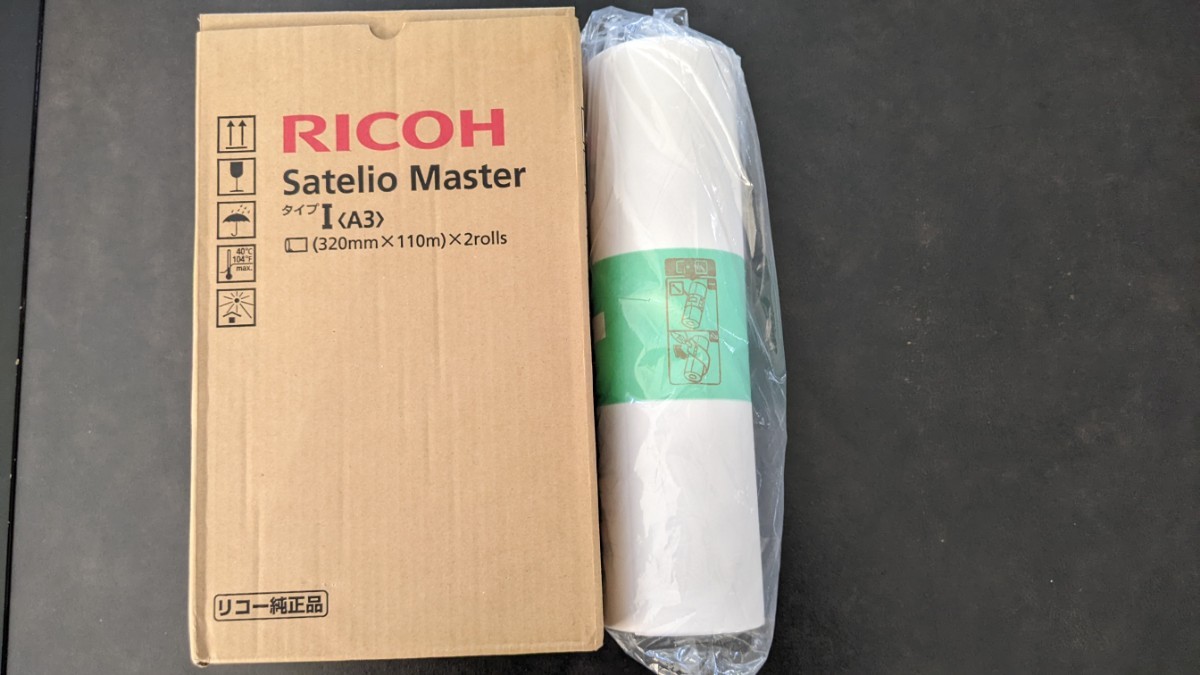 RICOH
Satelio Master
タイプI〈A3〉
(320mm×110m)×2rolls
40℃
104°F
max.
リコー純正品